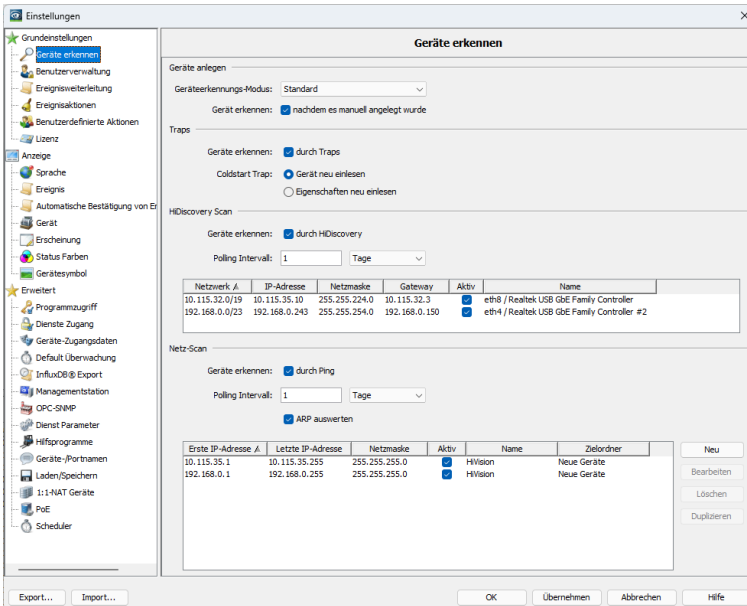 Einstellungen
Grundeinstellungen
Geräte erkennen
Benutzerverwaltung
Ereignisweiterleitung
Ereignisaktionen
Benutzerdefinierte Aktionen
Lizenz
Anzeige
Sprache
Ereignis
Automatische Bestätigung von Er
Gerät
Erscheinung
Status Farben
Gerätesymbol
Erweitert
Programmzugriff
Dienste Zugang
Geräte-Zugangsdaten
Default Überwachung
InfluxDB® Export
Managementstation
OPC-SNMP
Dienst Parameter
Hilfsprogramme
Geräte-/Portnamen
Laden/Speichern
1:1-NAT Geräte
PoE
Scheduler
Geräte erkennen
Geräte anlegen
Geräteerkennungs-Modus: Standard
Gerät erkennen: nachdem es manuell angelegt wurde
Traps
Geräte erkennen: durch Traps
Coldstart Trap: Gerät neu einlesen
Eigenschaften neu einlesen
HiDiscovery Scan
Geräte erkennen: durch HiDiscovery
Polling Intervall: 1 Tage
Netzwerk IP-Adresse Netzmaske Gateway Aktiv Name
10.115.32.0/19 10.115.35.10 255.255.224.0 10.115.32.3 eth8 / Realtek USB GbE Family Controller
192.168.0.0/23 192.168.0.243 255.255.254.0 192.168.0.150 eth4 / Realtek USB GbE Family Controller #2
Netz-Scan
Geräte erkennen: durch Ping
Polling Intervall: 1 Tage
ARP auswerten
Erste IP-Adresse Letzte IP-Adresse Netzmaske Aktiv Name Zielordner
10.115.35.1 10.115.35.255 255.255.255.0 HiVision Neue Geräte
192.168.0.1 192.168.0.255 255.255.255.0 HiVision Neue Geräte
Neu
Bearbeiten
Löschen
Duplizieren
Export... Import... OK Übernehmen Abbrechen Hilfe